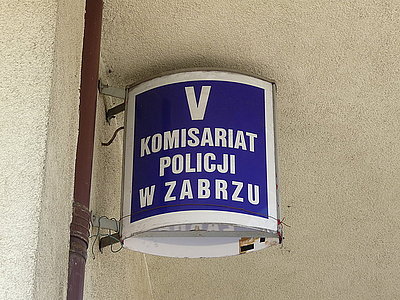 V
KOMISARIAT
POLICJI
W ZABRZU